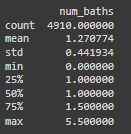 num_baths
count 4910.000000
mean 1.270774
std 0.441934
min 0.000000
25% 1.000000
50% 1.000000
75% 1.500000
max 5.500000